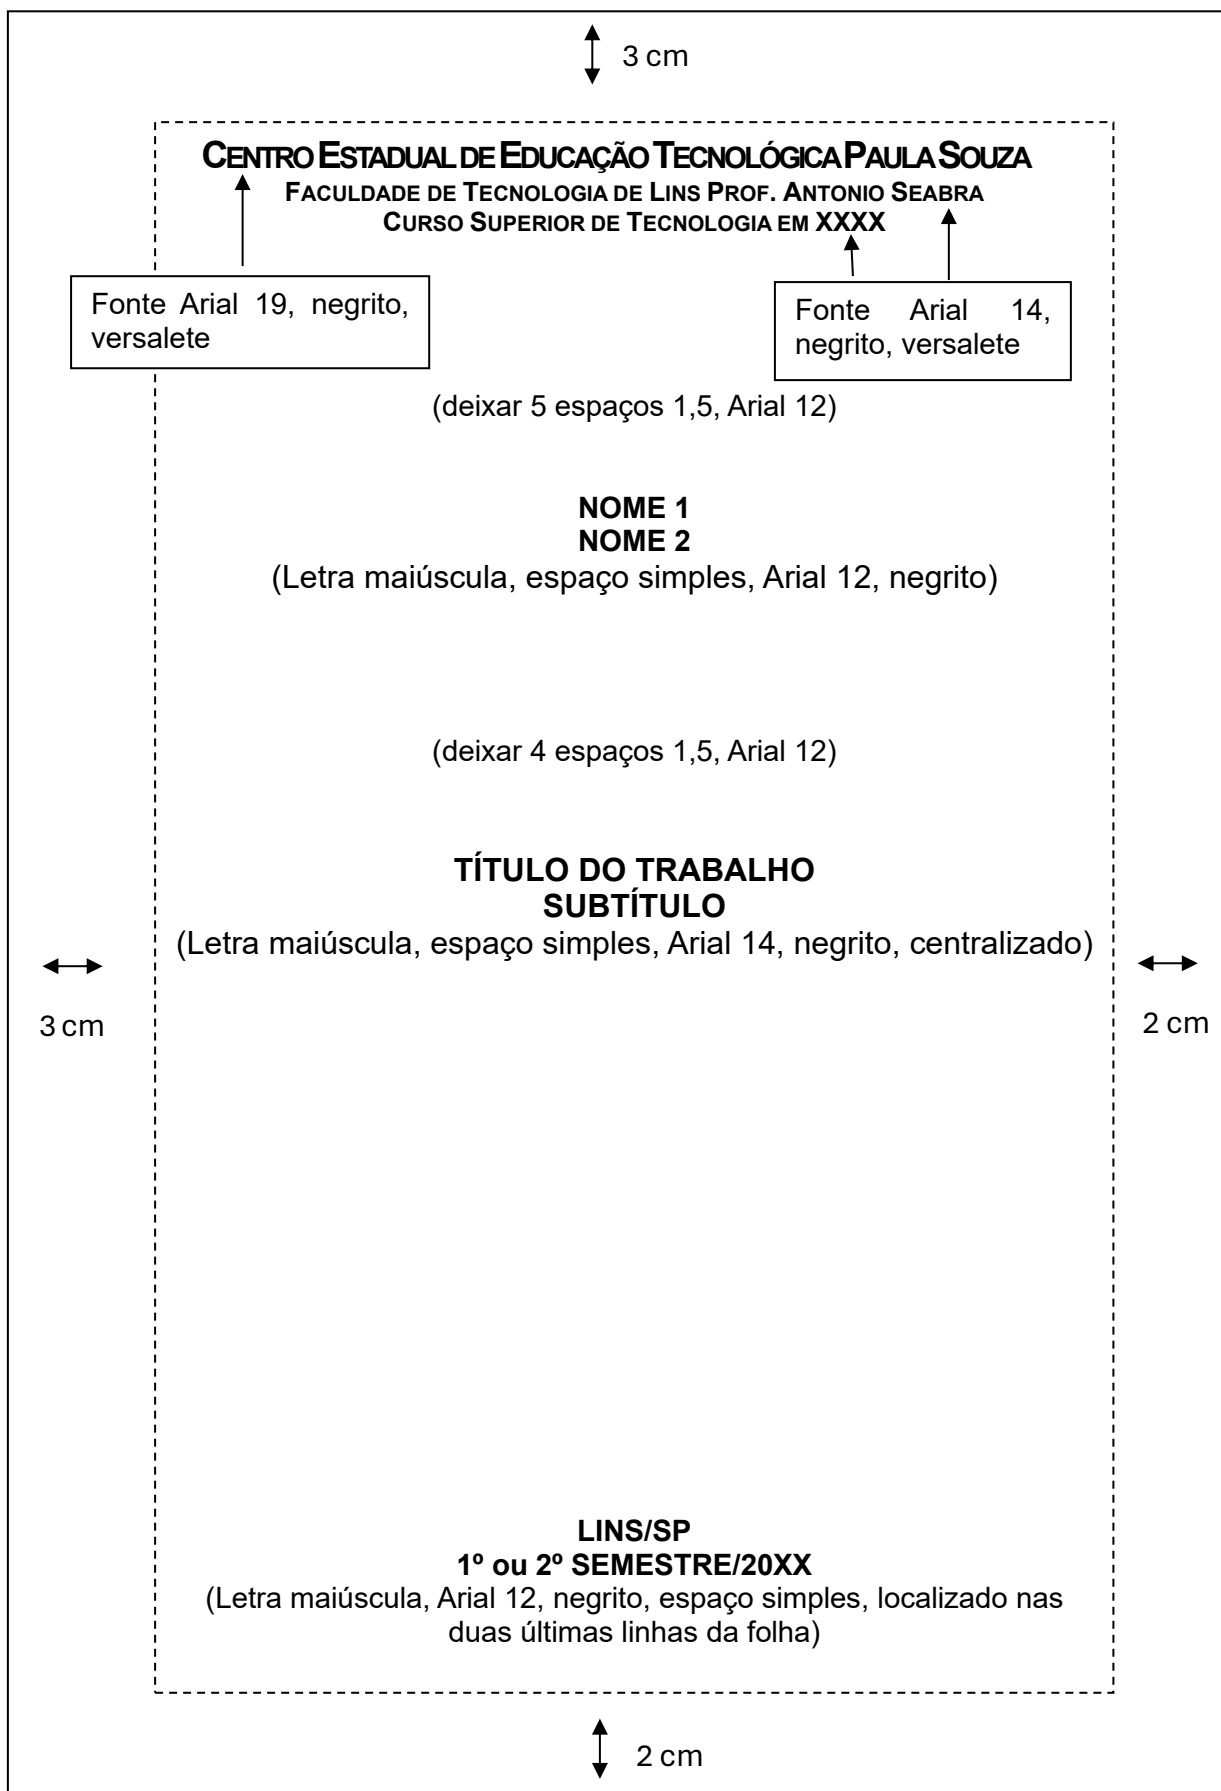 3 cm
CENTRO ESTADUAL DE EDUCAÇÃO TECNOLÓGICA PAULA SOUZA
FACULDADE DE TECNOLOGIA DE LINS PROF. ANTONIO SEABRA
CURSO SUPERIOR DE TECNOLOGIA EM XXXX
Fonte Arial 19, negrito,
versalete
Fonte Arial 14,
negrito, versalete
(deixar 5 espaços 1,5, Arial 12)
NOME 1
NOME 2
(Letra maiúscula, espaço simples, Arial 12, negrito)
(deixar 4 espaços 1,5, Arial 12)
TÍTULO DO TRABALHO
SUBTÍTULO
(Letra maiúscula, espaço simples, Arial 14, negrito, centralizado)
3 cm
2 cm
LINS/SP
1º ou 2º SEMESTRE/20XX
(Letra maiúscula, Arial 12, negrito, espaço simples, localizado nas
duas últimas linhas da folha)
2 cm